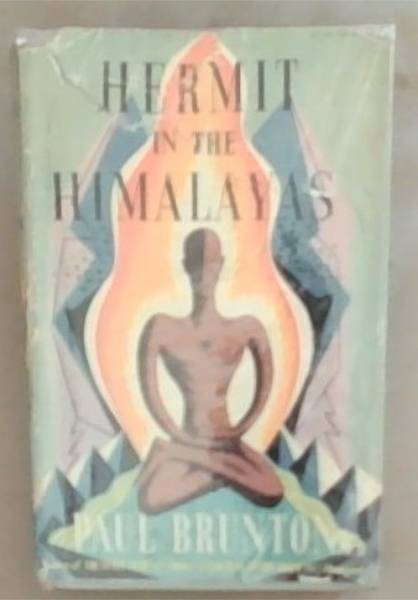 HERMIT
IN THE
HIMALAYAS
PAUL BRUNTON